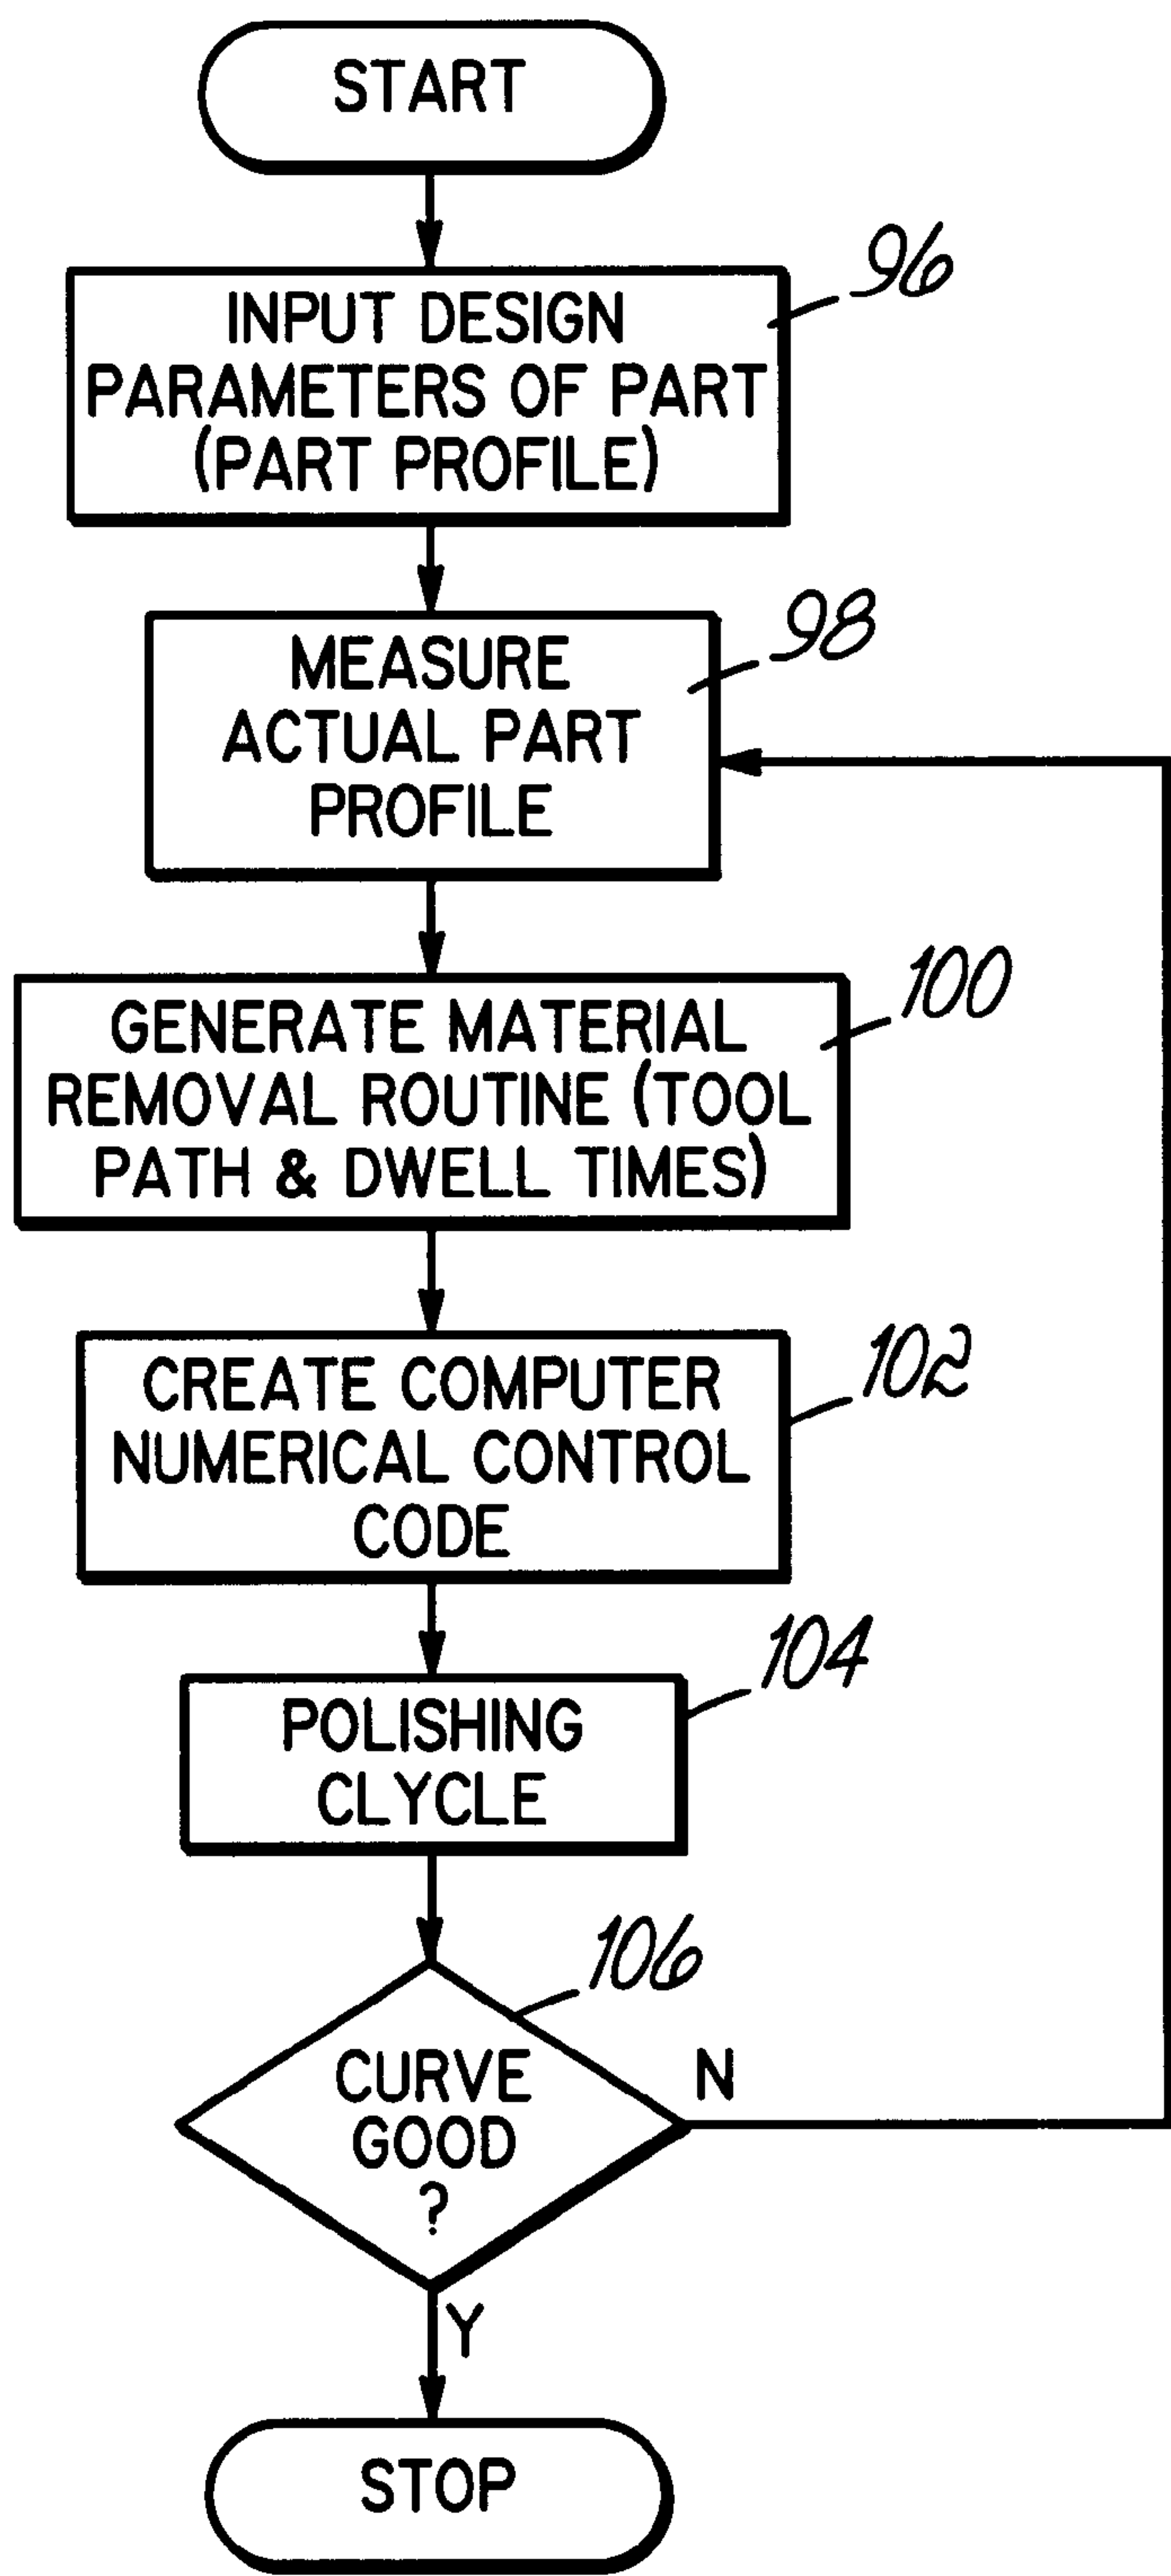 START
96
INPUT DESIGN
PARAMETERS OF PART
(PART PROFILE)
98
MEASURE
ACTUAL PART
PROFILE
100
GENERATE MATERIAL
REMOVAL ROUTINE (TOOL
PATH & DWELL TIMES)
102
CREATE COMPUTER
NUMERICAL CONTROL
CODE
104
POLISHING
CLYCLE
106
CURVE
GOOD
?
N
Y
STOP